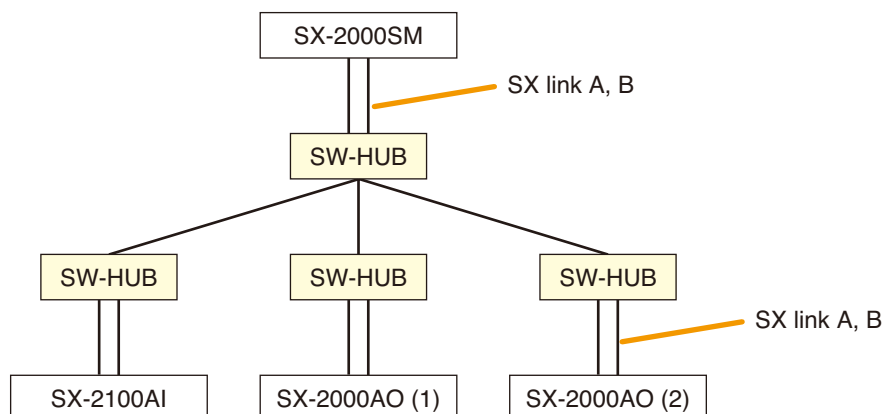 SX-2000SM
SX link A, B
SW-HUB
SW-HUB
SW-HUB
SW-HUB
SX link A, B
SX-2100AI
SX-2000AO (1)
SX-2000AO (2)